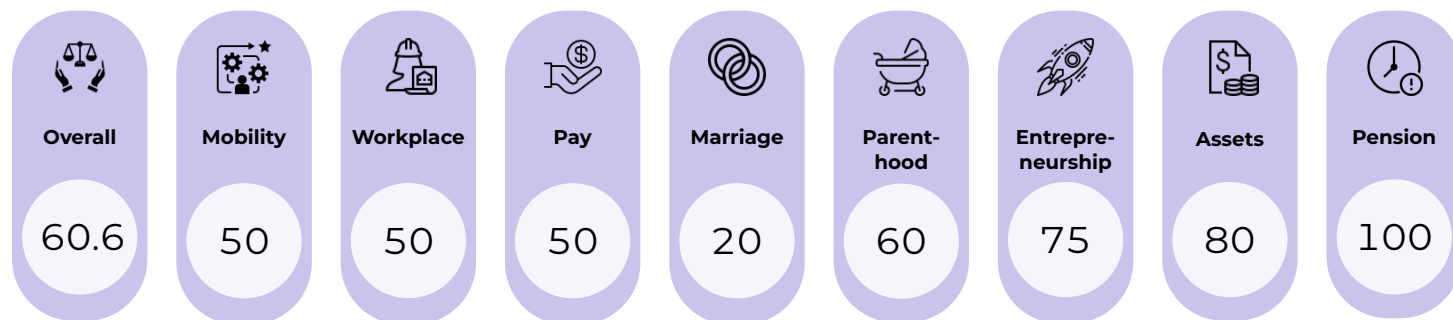 Overall
60.6
Mobility
50
Workplace
50
$
Pay
50
Marriage
20
Parent-
hood
60
Entrepre-
neurship
75
$
Assets
80
Pension
100